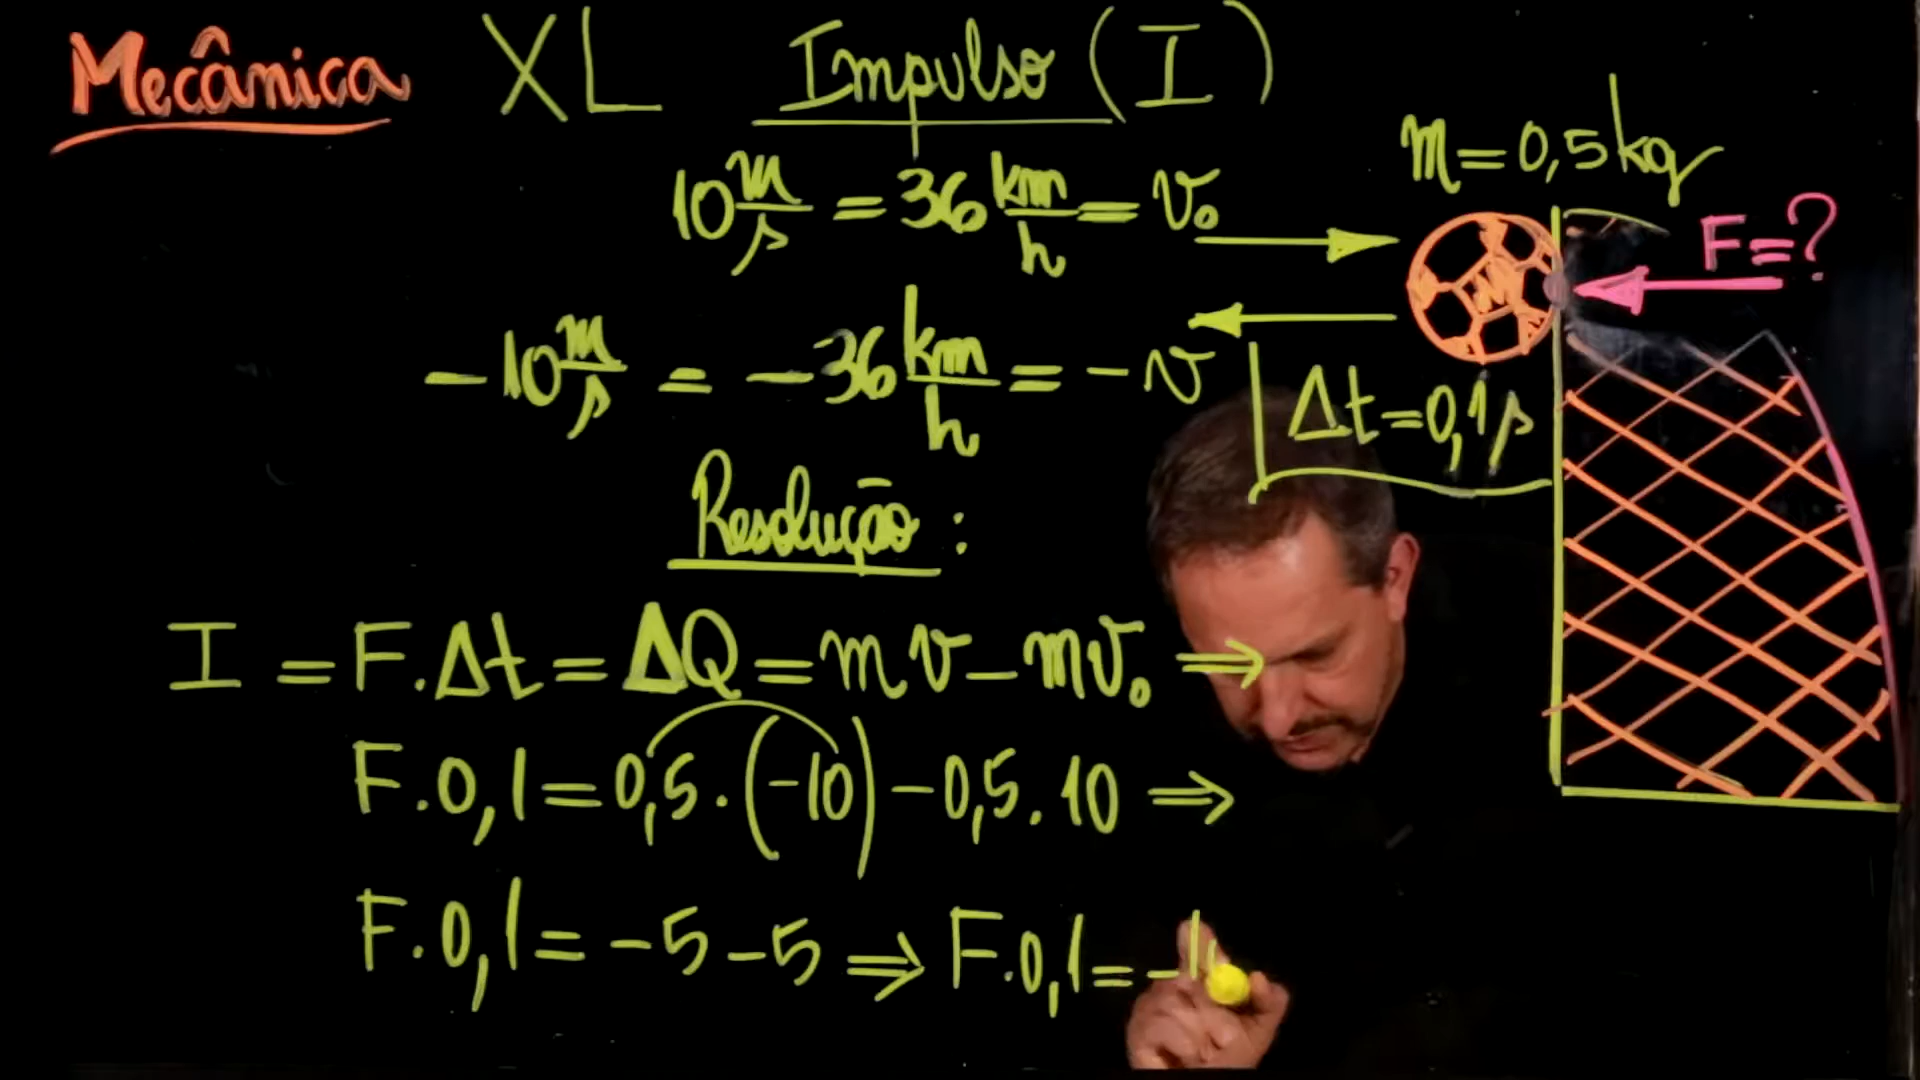 Mecânica XL Impulso (I)
m = 0,5 kg
10 m/s = 36 km/h = v₀
F = ?
-10 m/s = -36 km/h = -v
Δt = 0,1 s
Resolução :
I = F.Δt = ΔQ = mv - mv₀ ⇒
F.0,1 = 0,5.(-10) - 0,5.10 ⇒
F.0,1 = -5 - 5 ⇒ F.0,1 = -1